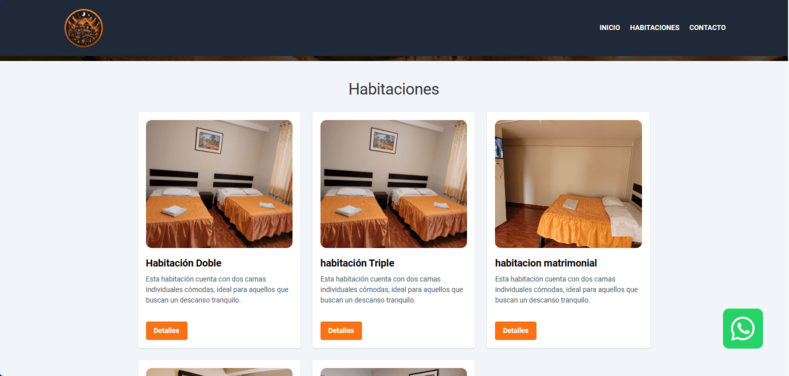 INICIO HABITACIONES CONTACTO
Habitaciones
Habitación Doble
Esta habitación cuenta con dos camas
individuales cómodas, ideal para aquellos que
buscan un descanso tranquilo.
Detalles
habitación Triple
Esta habitación cuenta con dos camas
individuales cómodas, ideal para aquellos que
buscan un descanso tranquilo.
Detalles
habitacion matrimonial
Esta habitación cuenta con dos camas
individuales cómodas, ideal para aquellos que
buscan un descanso tranquilo.
Detalles